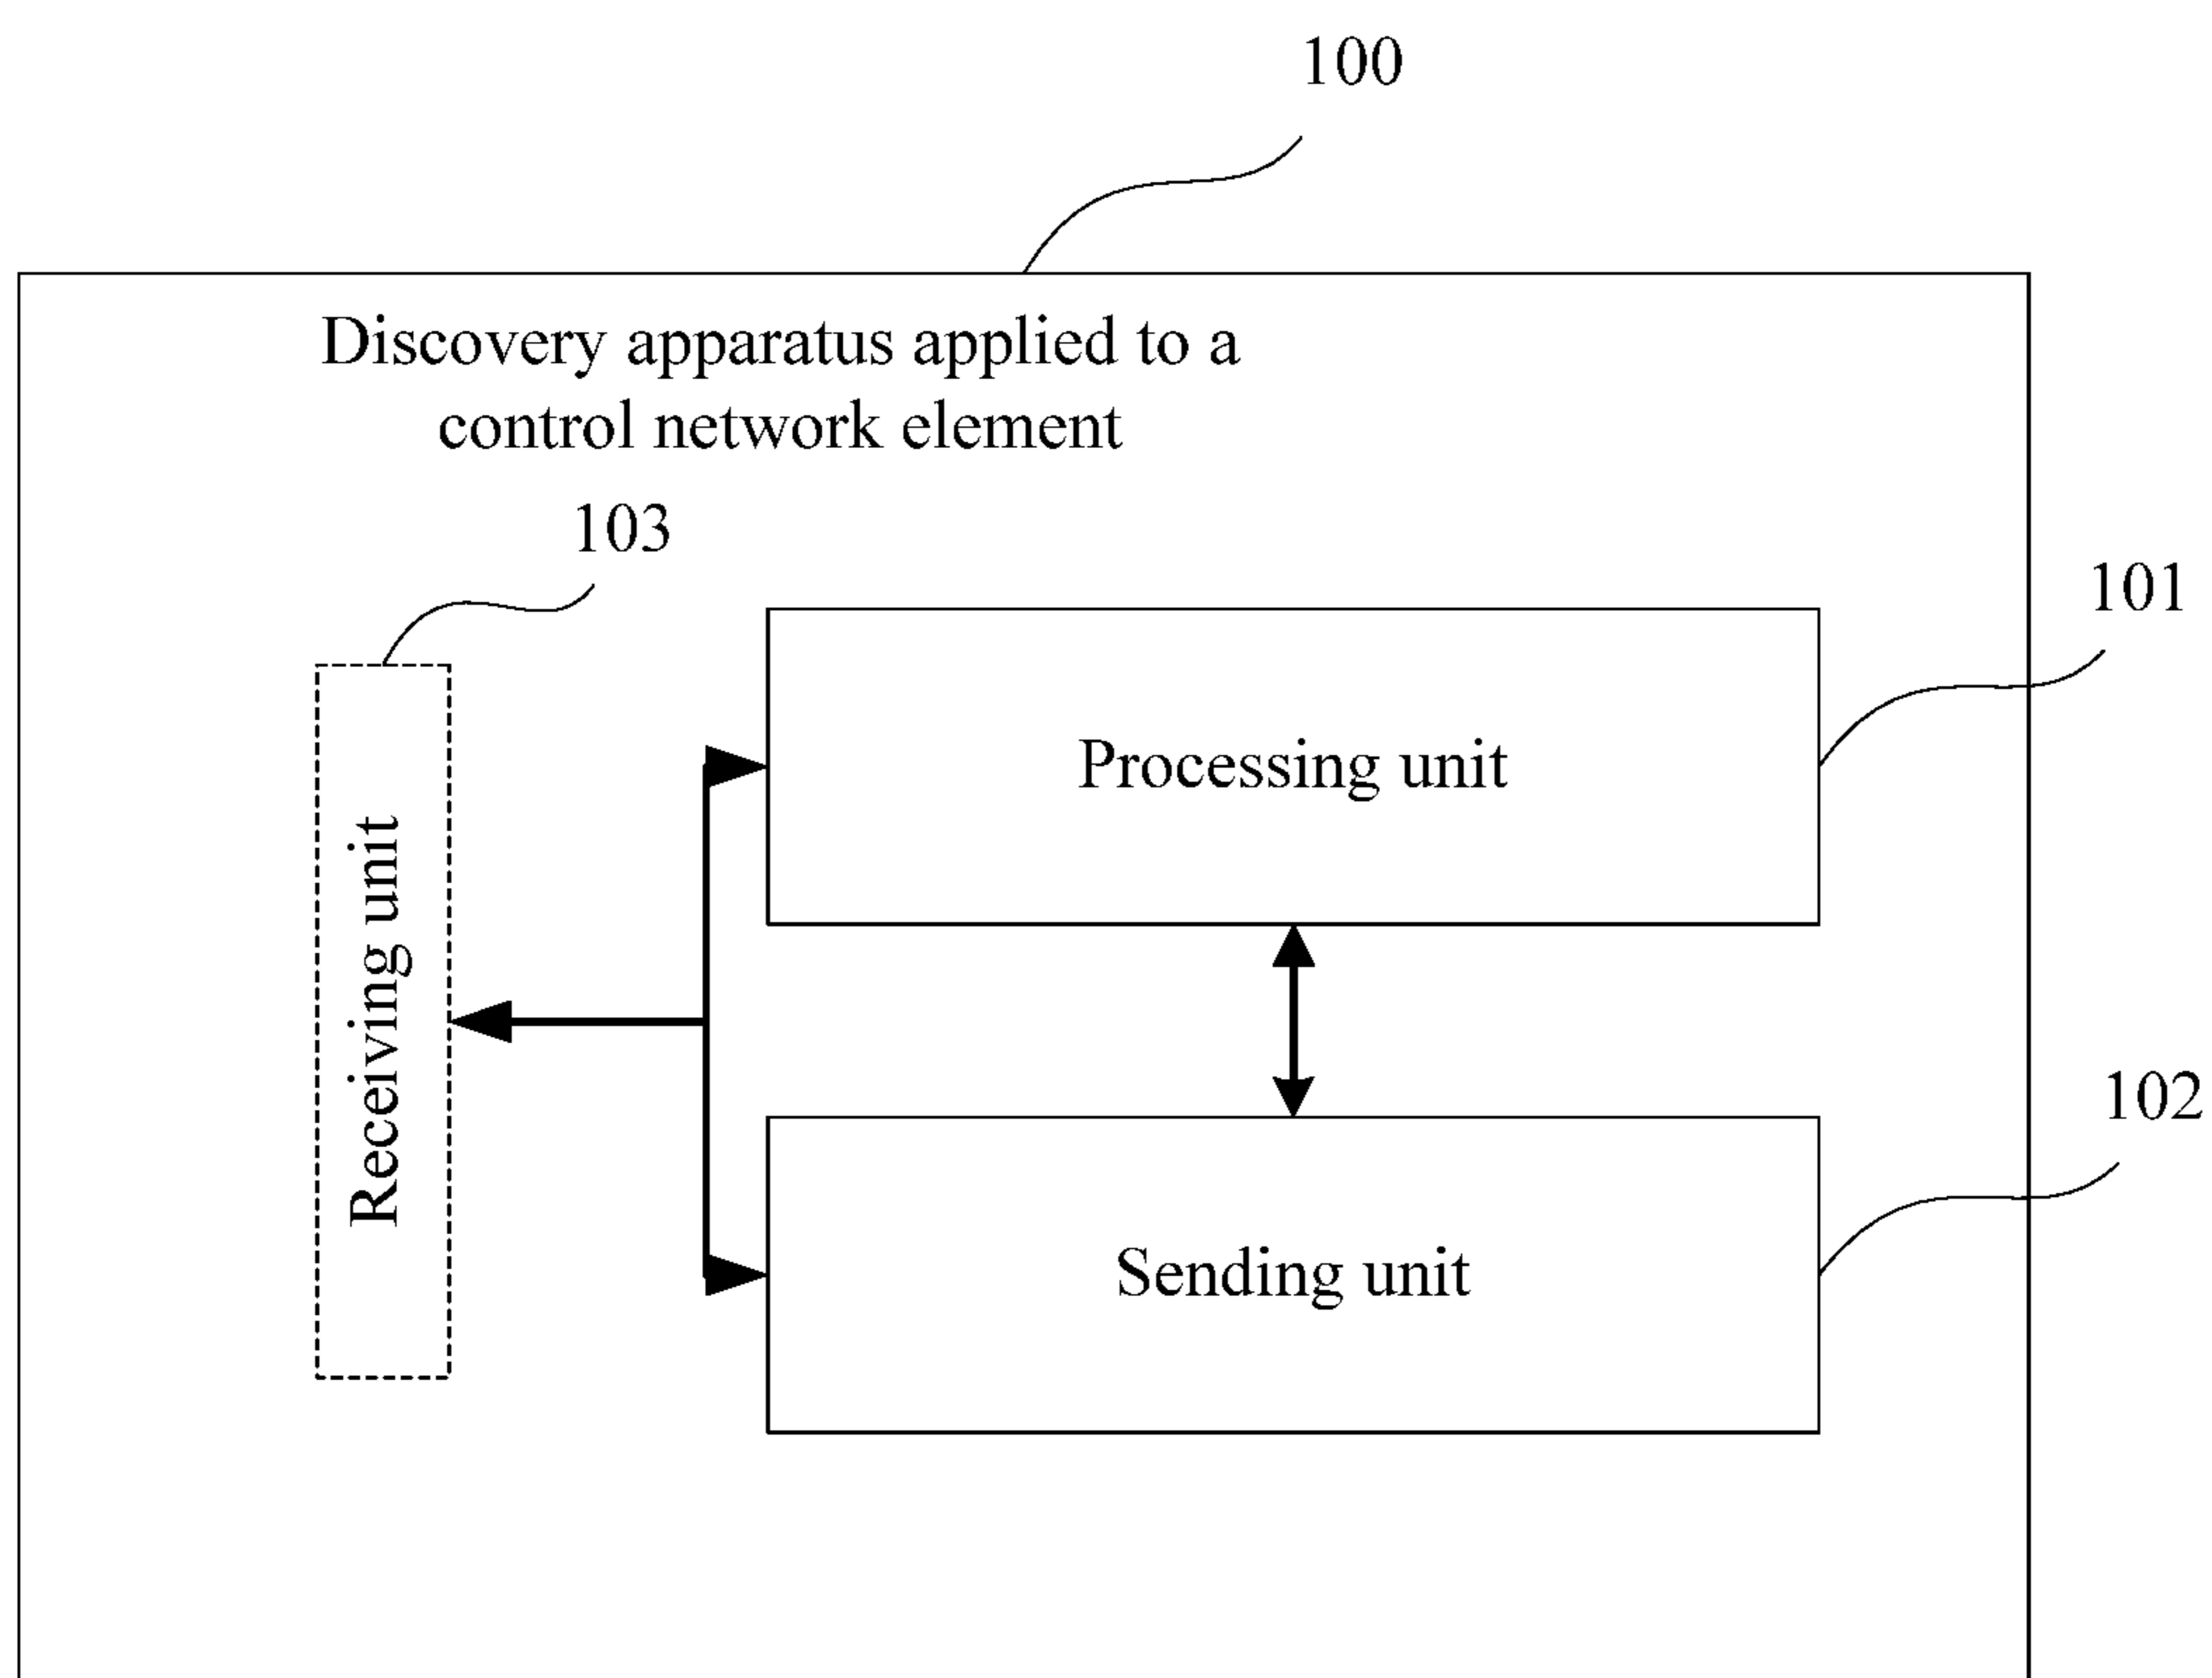 100
Discovery apparatus applied to a
control network element
103
101
Processing unit
Receiving unit
102
Sending unit